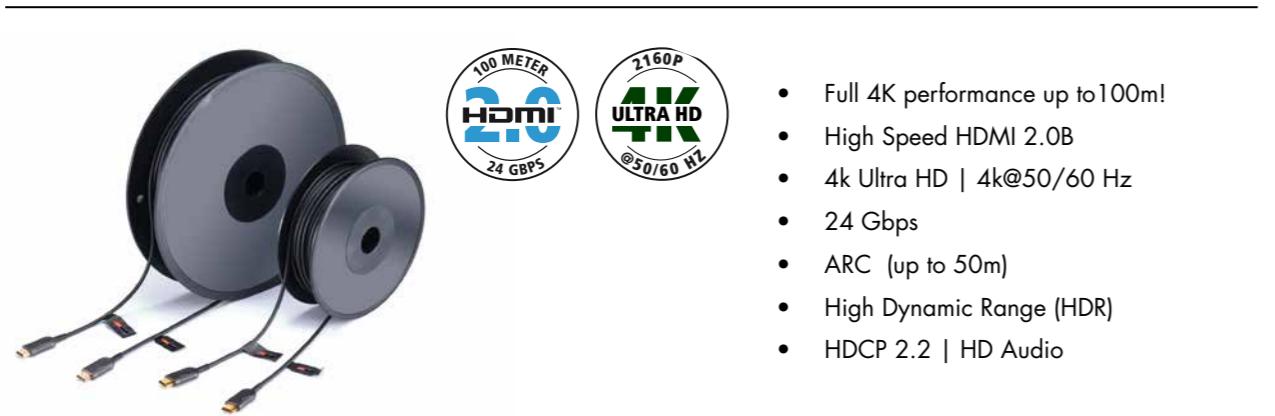 100 METER
2.0
HDMI™
24 GBPS
2160P
4K
ULTRA HD
@50/60 HZ
• Full 4K performance up to100m!
• High Speed HDMI 2.0B
• 4k Ultra HD | 4k@50/60 Hz
• 24 Gbps
• ARC (up to 50m)
• High Dynamic Range (HDR)
• HDCP 2.2 | HD Audio